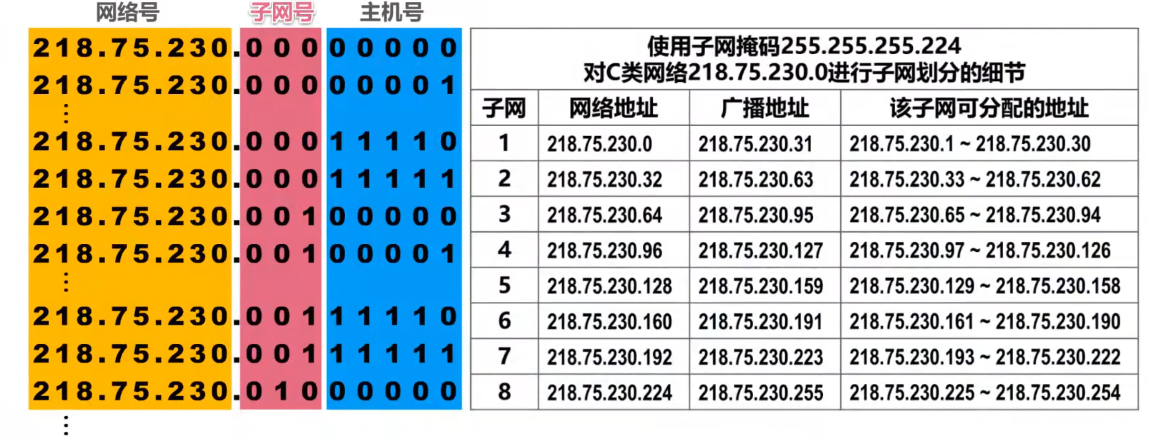 网络号 子网号 主机号
218.75.230.000 00000
218.75.230.000 00001
⋮
218.75.230.000 11110
218.75.230.000 11111
218.75.230.001 00000
218.75.230.001 00001
⋮
218.75.230.001 11110
218.75.230.001 11111
218.75.230.010 00000
⋮
使用子网掩码255.255.255.224
对C类网络218.75.230.0进行子网划分的细节
子网 网络地址 广播地址 该子网可分配的地址
1 218.75.230.0 218.75.230.31 218.75.230.1 ~ 218.75.230.30
2 218.75.230.32 218.75.230.63 218.75.230.33 ~ 218.75.230.62
3 218.75.230.64 218.75.230.95 218.75.230.65 ~ 218.75.230.94
4 218.75.230.96 218.75.230.127 218.75.230.97 ~ 218.75.230.126
5 218.75.230.128 218.75.230.159 218.75.230.129 ~ 218.75.230.158
6 218.75.230.160 218.75.230.191 218.75.230.161 ~ 218.75.230.190
7 218.75.230.192 218.75.230.223 218.75.230.193 ~ 218.75.230.222
8 218.75.230.224 218.75.230.255 218.75.230.225 ~ 218.75.230.254